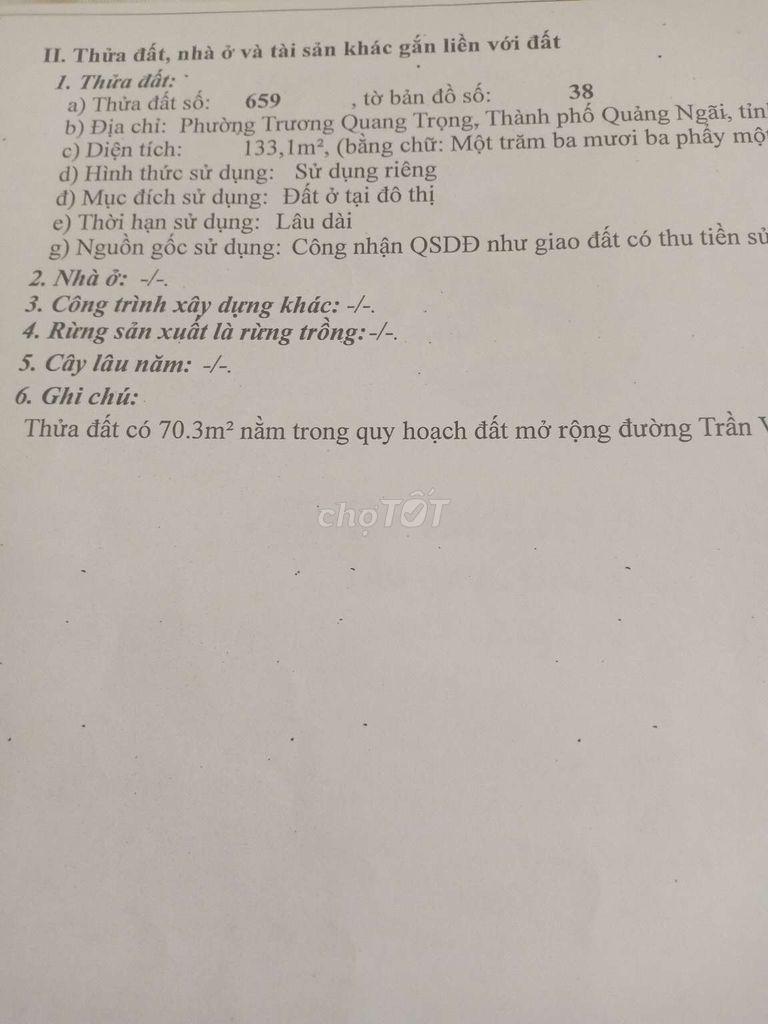 II. Thửa đất, nhà ở và tài sản khác gắn liền với đất
1. Thửa đất:
a) Thửa đất số: 659 , tờ bản đồ số: 38
b) Địa chỉ: Phường Trương Quang Trọng, Thành phố Quảng Ngãi,
c) Diện tích: 133,1m², (bằng chữ: Một trăm ba mươi ba phẩy một
d) Hình thức sử dụng: Sử dụng riêng
đ) Mục đích sử dụng: Đất ở tại đô thị
e) Thời hạn sử dụng: Lâu dài
g) Nguồn gốc sử dụng: Công nhận QSDĐ như giao đất có thu tiền sử
2. Nhà ở: -/-.
3. Công trình xây dựng khác: -/-.
4. Rừng sản xuất là rừng trồng: -/-.
5. Cây lâu năm: -/-.
6. Ghi chú:
Thửa đất có 70.3m² nằm trong quy hoạch đất mở rộng đường Trần
chợTỐT